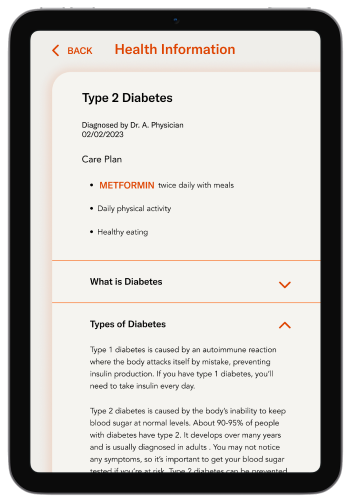 BACK Health Information
Type 2 Diabetes
Diagnosed by Dr. A. Physician
02/02/2023
Care Plan
• METFORMIN twice daily with meals
• Daily physical activity
• Healthy eating
What is Diabetes
Types of Diabetes
Type 1 diabetes is caused by an autoimmune reaction
where the body attacks itself by mistake, preventing
insulin production. If you have type 1 diabetes, you'll
need to take insulin every day.
Type 2 diabetes is caused by the body's inability to keep
blood sugar at normal levels. About 90-95% of people
with diabetes have type 2. It develops over many years
and is usually diagnosed in adults . You may not notice
any symptoms, so it's important to get your blood sugar
tested if you're at risk. Type 2 diabetes can be prevented